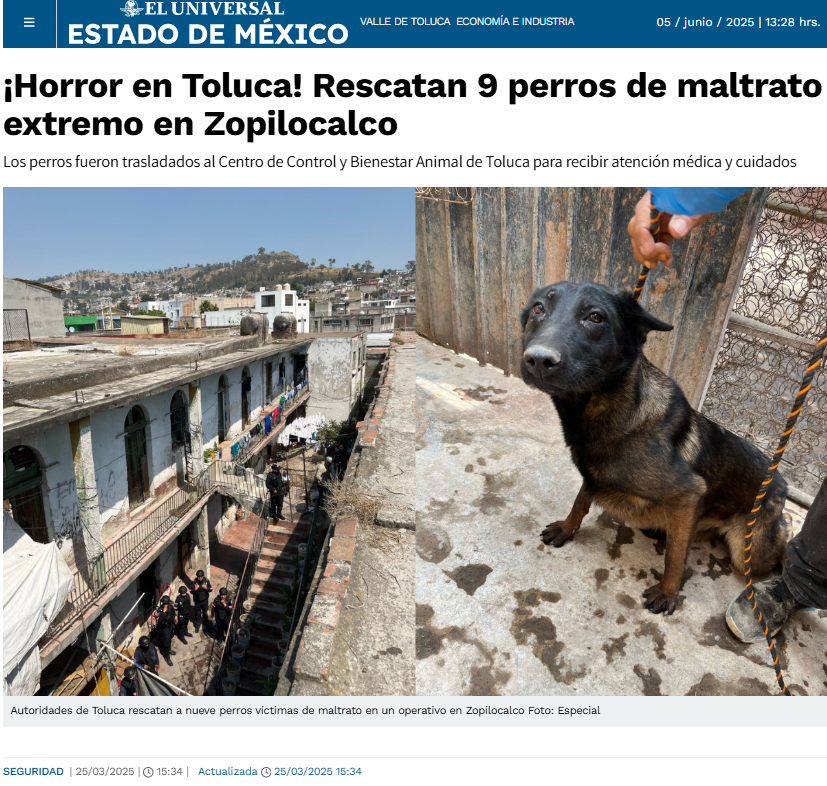 EL UNIVERSAL
ESTADO DE MÉXICO
VALLE DE TOLUCA ECONOMÍA E INDUSTRIA
05 / junio / 2025 | 13:28 hrs.
¡Horror en Toluca! Rescatan 9 perros de maltrato
extremo en Zopilocalco
Los perros fueron trasladados al Centro de Control y Bienestar Animal de Toluca para recibir atención médica y cuidados
Autoridades de Toluca rescatan a nueve perros víctimas de maltrato en un operativo en Zopilocalco Foto: Especial
SEGURIDAD | 25/03/2025 | 15:34 | Actualizada 25/03/2025 15:34